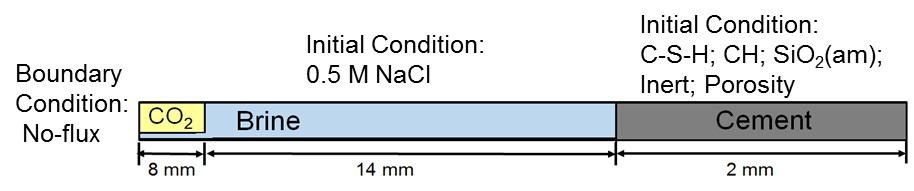 Initial Condition:
C-S-H; CH; SiO₂(am);
Inert; Porosity
Initial Condition:
0.5 M NaCl
Boundary
Condition:
No-flux
CO₂
Brine
Cement
8 mm
14 mm
2 mm